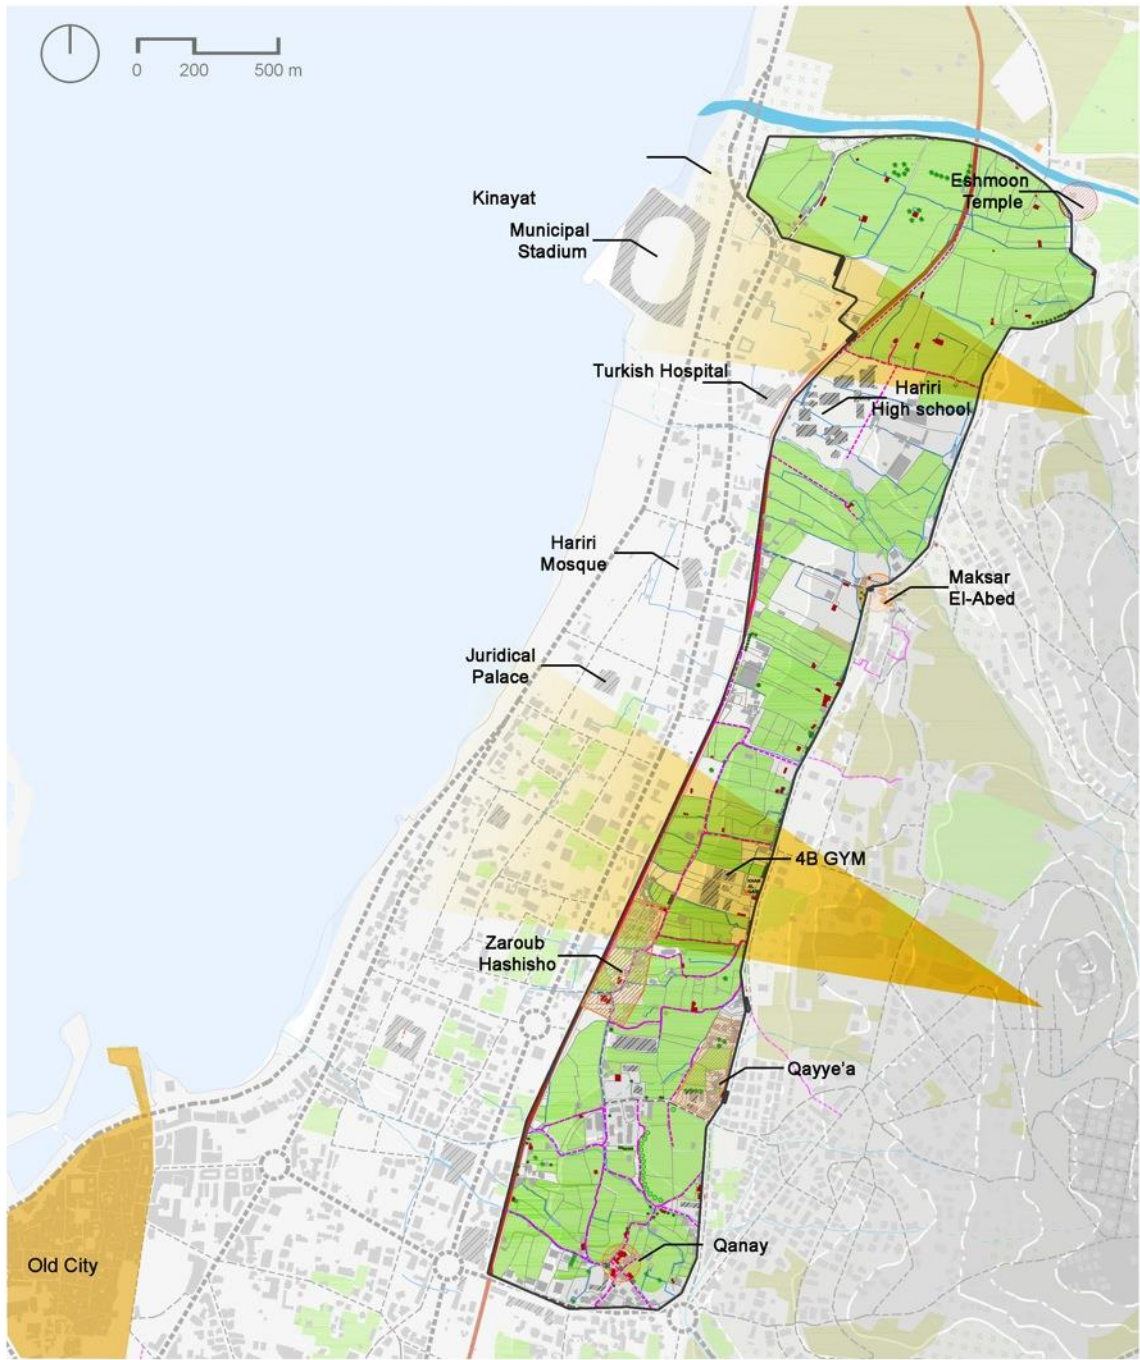 0 200 500 m
Kinayat
Municipal
Stadium
Eshmoon
Temple
Turkish Hospital
Hariri
High school
Hariri
Mosque
Maksar
El-Abed
Juridical
Palace
4B GYM
Zaroub
Hashisho
Qayye'a
Qanay
Old City